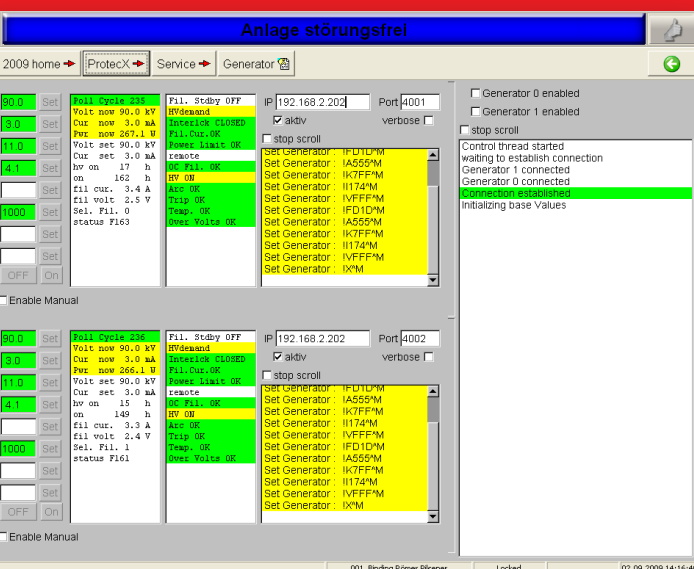 Anlage störungsfrei
2009 home ProtecX Service Generator
90.0 Set
3.0 Set
11.0 Set
4.1 Set
Set
1000 Set
Set
Set
OFF On
Enable Manual
Poll Cycle 235
Volt now 90.0 kV
Cur now 3.0 mA
Pwr now 267.1 W
Volt set 90.0 kV
Cur set 3.0 mA
hv on 17 h
on 162 h
fil cur. 3.4 A
fil volt 2.5 V
Sel. Fil. 0
status F163
Fil. Stdby OFF
HVdemand
Interlck CLOSED
Fil.Cur.OK
Power Limit OK
remote
OC Fil. OK
HV ON
Arc OK
Trip OK
Temp. OK
Over Volts OK
IP 192.168.2.202 Port 4001
aktiv verbose
stop scroll
Set Generator : !FD1D^M
Set Generator : !A555^M
Set Generator : !K7FF^M
Set Generator : !I174^M
Set Generator : !VFFF^M
Set Generator : !FD1D^M
Set Generator : !A555^M
Set Generator : !K7FF^M
Set Generator : !I174^M
Set Generator : !VFFF^M
Set Generator : !X^M
90.0 Set
3.0 Set
11.0 Set
4.1 Set
Set
1000 Set
Set
Set
OFF On
Enable Manual
Poll Cycle 236
Volt now 90.0 kV
Cur now 3.0 mA
Pwr now 266.1 W
Volt set 90.0 kV
Cur set 3.0 mA
hv on 15 h
on 149 h
fil cur. 3.3 A
fil volt 2.4 V
Sel. Fil. 1
status F161
Fil. Stdby OFF
HVdemand
Interlck CLOSED
Fil.Cur.OK
Power Limit OK
remote
OC Fil. OK
HV ON
Arc OK
Trip OK
Temp. OK
Over Volts OK
IP 192.168.2.202 Port 4002
aktiv verbose
stop scroll
Set Generator : !FD1D^M
Set Generator : !A555^M
Set Generator : !K7FF^M
Set Generator : !I174^M
Set Generator : !VFFF^M
Set Generator : !FD1D^M
Set Generator : !A555^M
Set Generator : !K7FF^M
Set Generator : !I174^M
Set Generator : !VFFF^M
Set Generator : !X^M
Generator 0 enabled
Generator 1 enabled
stop scroll
Control thread started
waiting to establish connection
Generator 1 connected
Generator 0 connected
Connection established
Initializing base Values
001 Binding Römer Pilsener Locked 02.09.2009 14:16:40